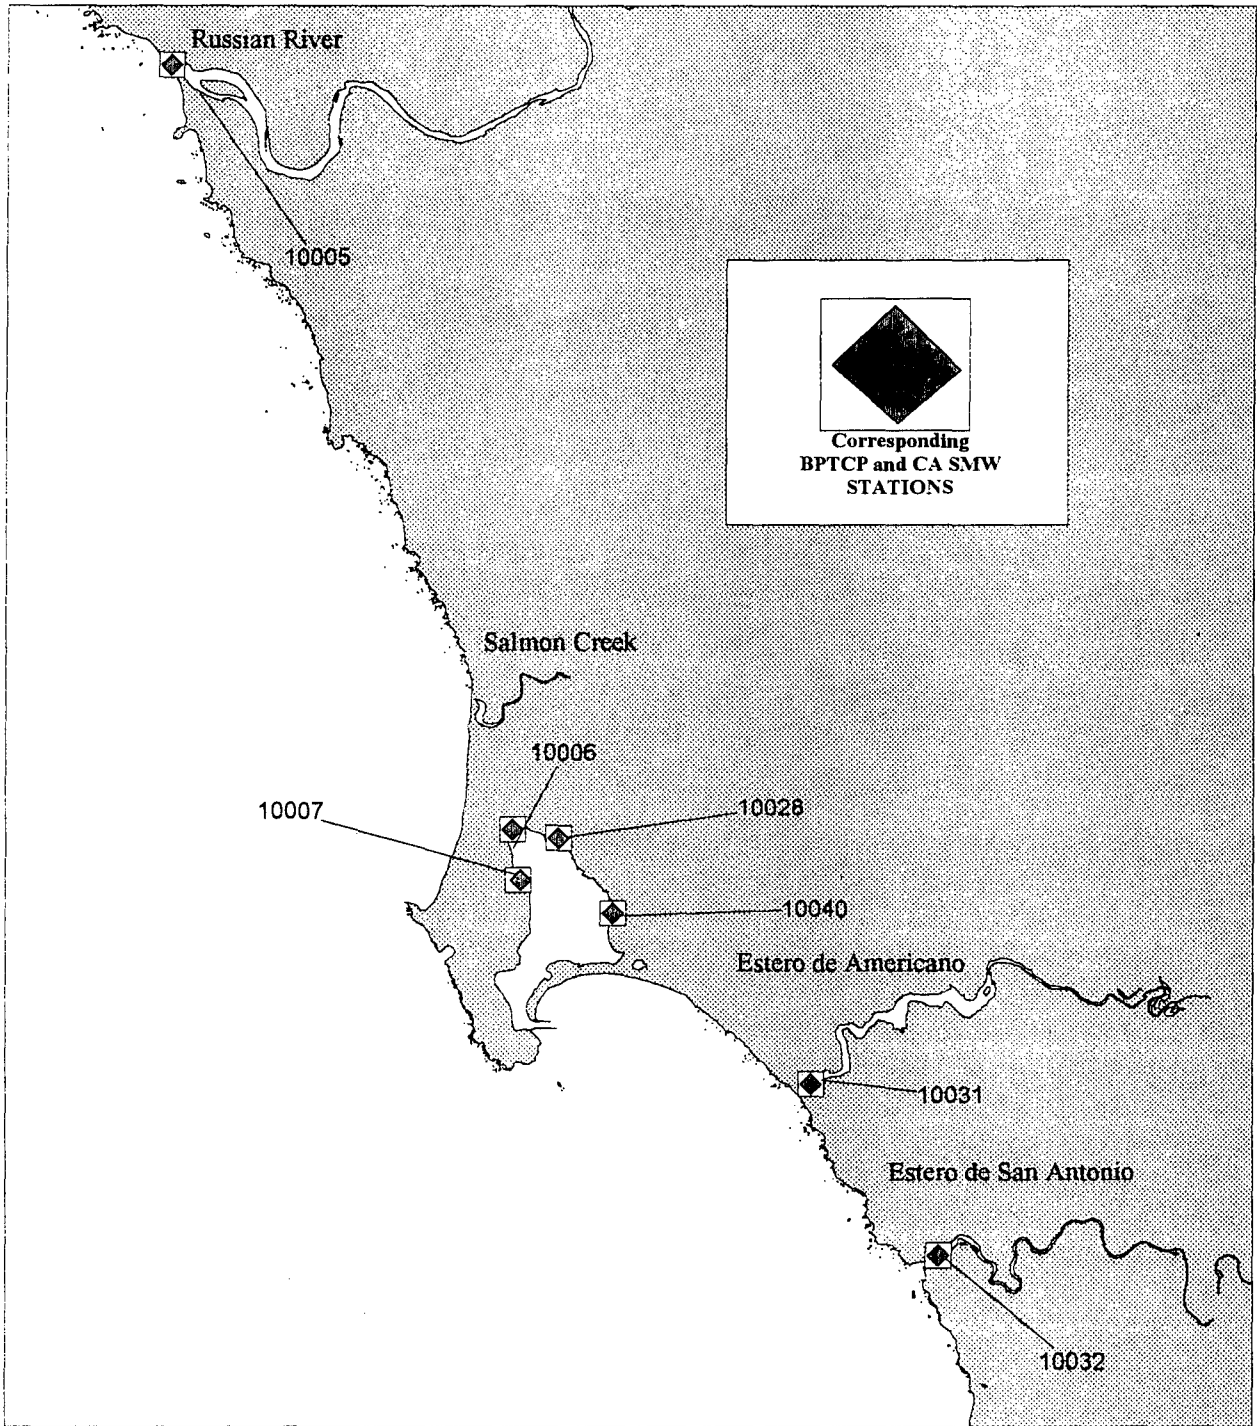 Russian River
10005
Corresponding
BPTCP and CA SMW
STATIONS
Salmon Creek
10006
10007
10028
10040
Estero de Americano
10031
Estero de San Antonio
10032